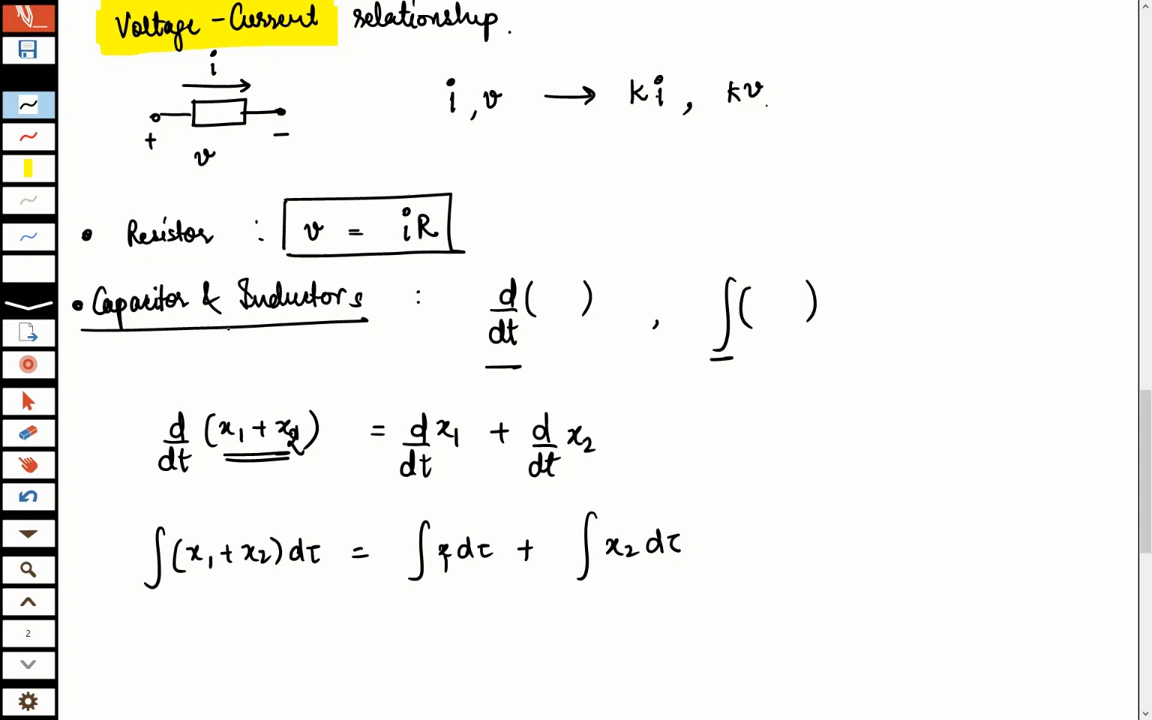 Voltage - Current relationship.
i
i, v → ki, kv
+ v −
• Resistor : v = iR
• Capacitor & Inductors : d/dt ( ) , ∫( )
d/dt (x₁ + x₂) = d/dt x₁ + d/dt x₂
∫(x₁ + x₂) dτ = ∫ x₁ dτ + ∫ x₂ dτ
2